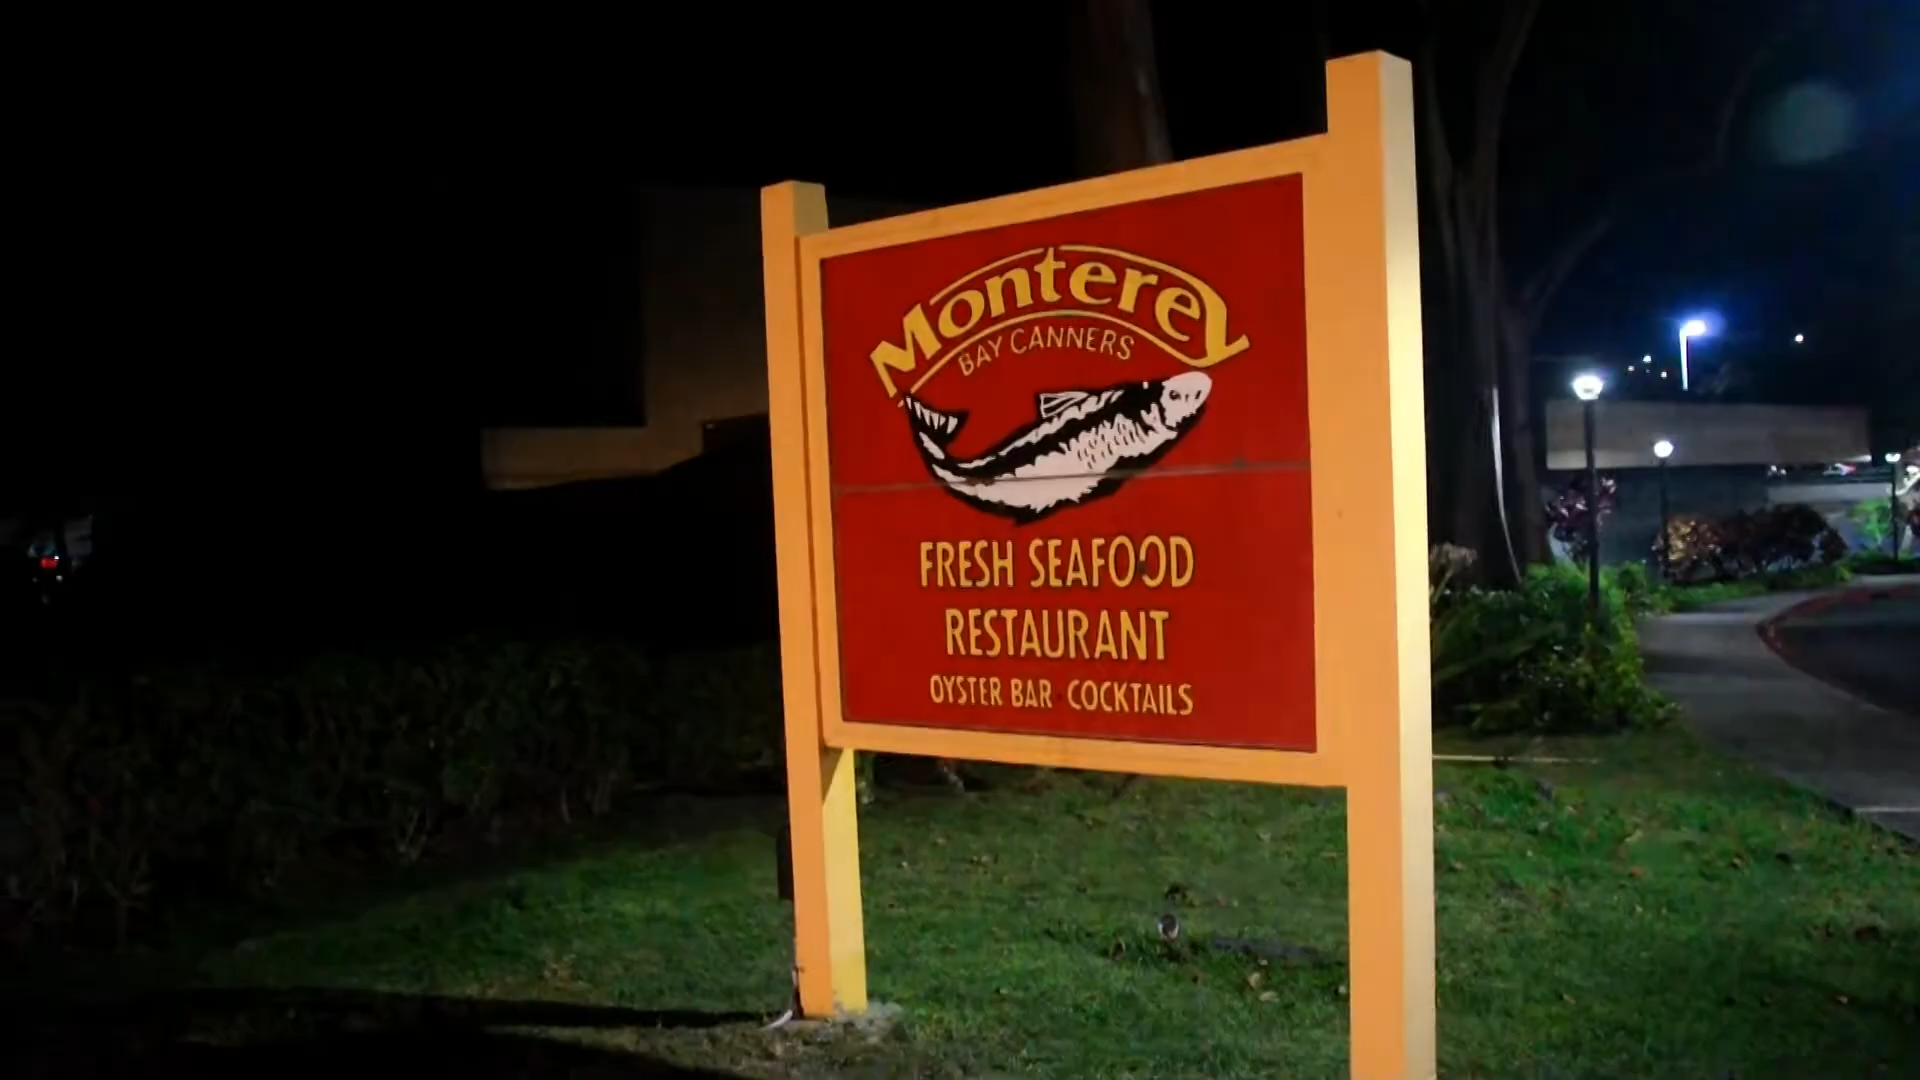 Monterey
BAY CANNERS
FRESH SEAFOOD
RESTAURANT
OYSTER BAR · COCKTAILS